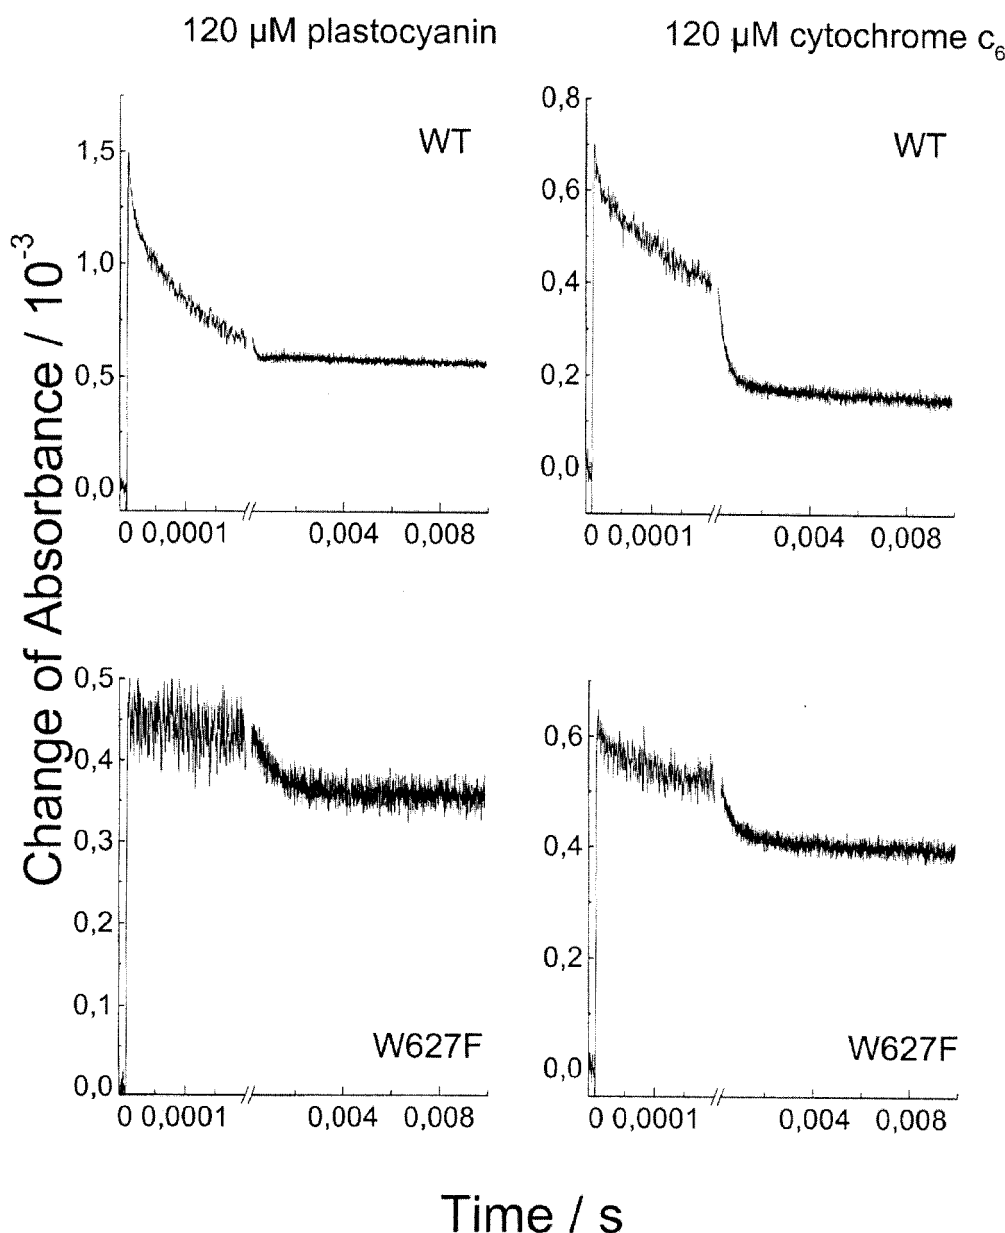 120 µM plastocyanin
120 µM cytochrome c₆
Change of Absorbance / 10⁻³
WT
1,5
1,0
0,5
0,0
0 0,0001 0,004 0,008
WT
0,8
0,6
0,4
0,2
0,0
0 0,0001 0,004 0,008
0,5
0,4
0,3
0,2
0,1
0,0
W627F
0 0,0001 0,004 0,008
0,6
0,4
0,2
0,0
W627F
0 0,0001 0,004 0,008
Time / s